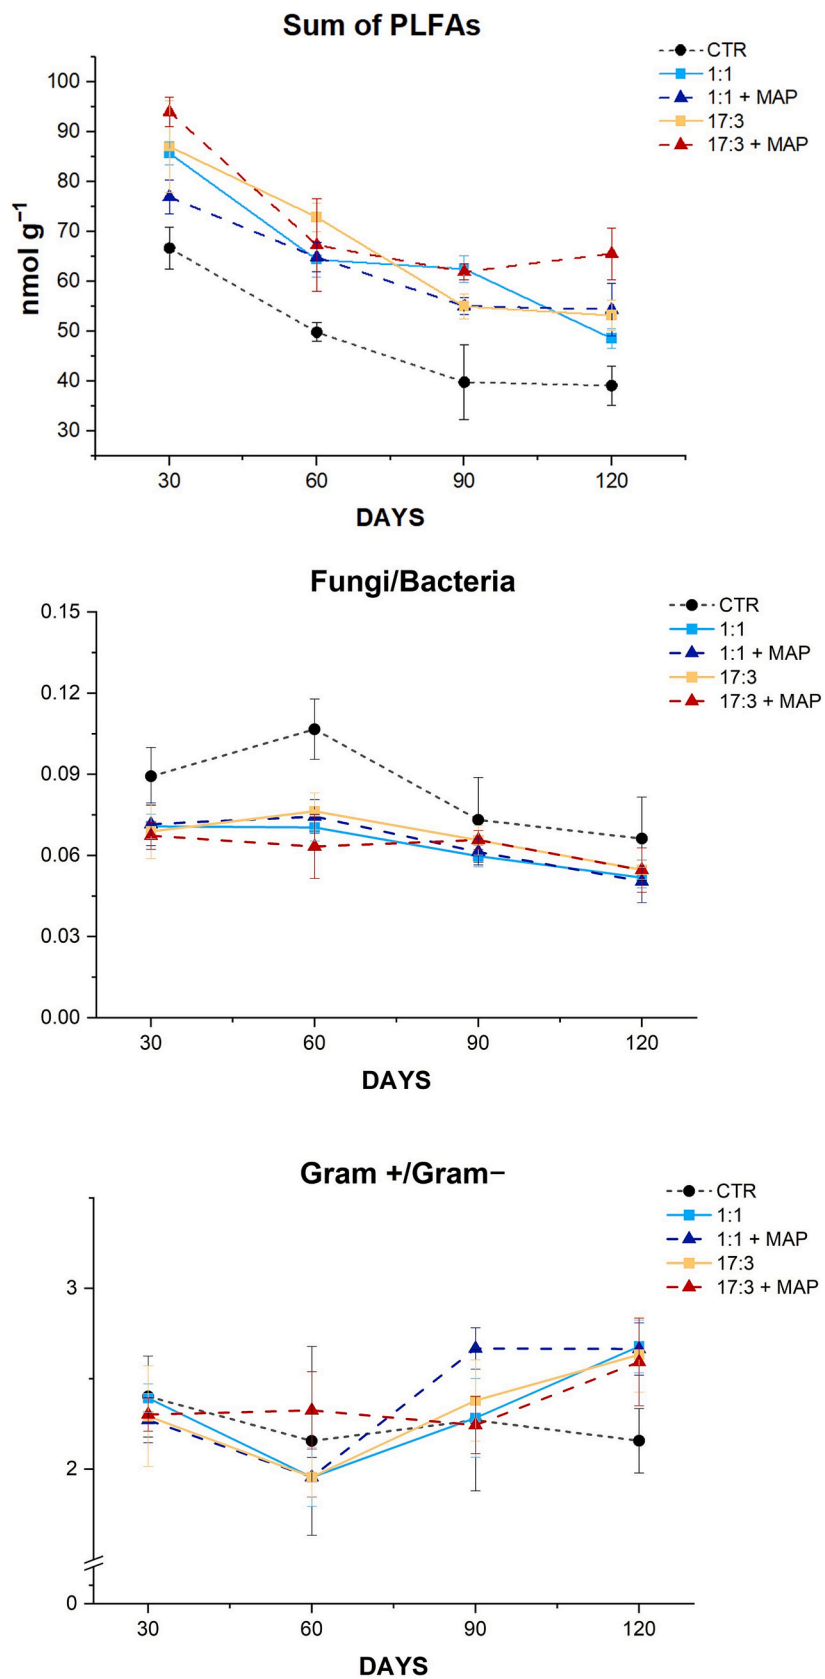 Sum of PLFAs
CTR
1:1
1:1 + MAP
17:3
17:3 + MAP
100
90
80
70
60
50
40
30
nmol g⁻¹
30 60 90 120
DAYS
Fungi/Bacteria
CTR
1:1
1:1 + MAP
17:3
17:3 + MAP
0.15
0.12
0.09
0.06
0.03
0.00
30 60 90 120
DAYS
Gram +/Gram−
CTR
1:1
1:1 + MAP
17:3
17:3 + MAP
3
2
0
30 60 90 120
DAYS